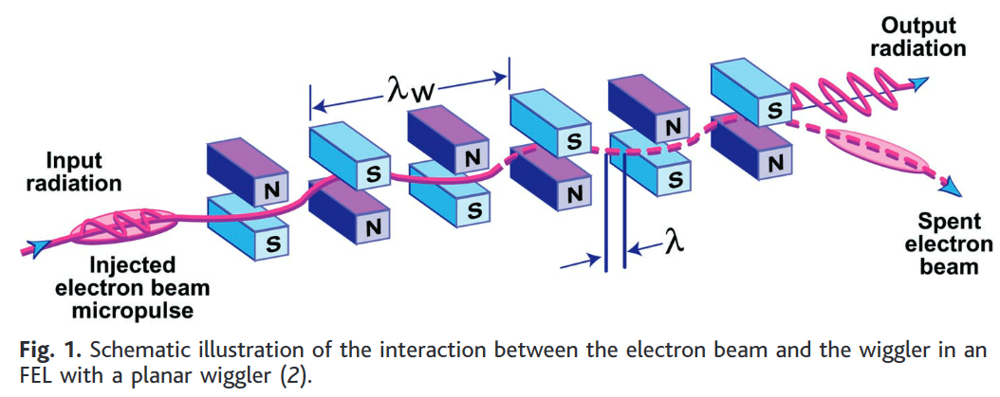 Output
radiation
λw
S
N
S
N
S
N
Input
radiation
N
S
S
N
N
S
S
N
λ
Injected
electron beam
micropulse
Spent
electron
beam
Fig. 1. Schematic illustration of the interaction between the electron beam and the wiggler in an
FEL with a planar wiggler (2).